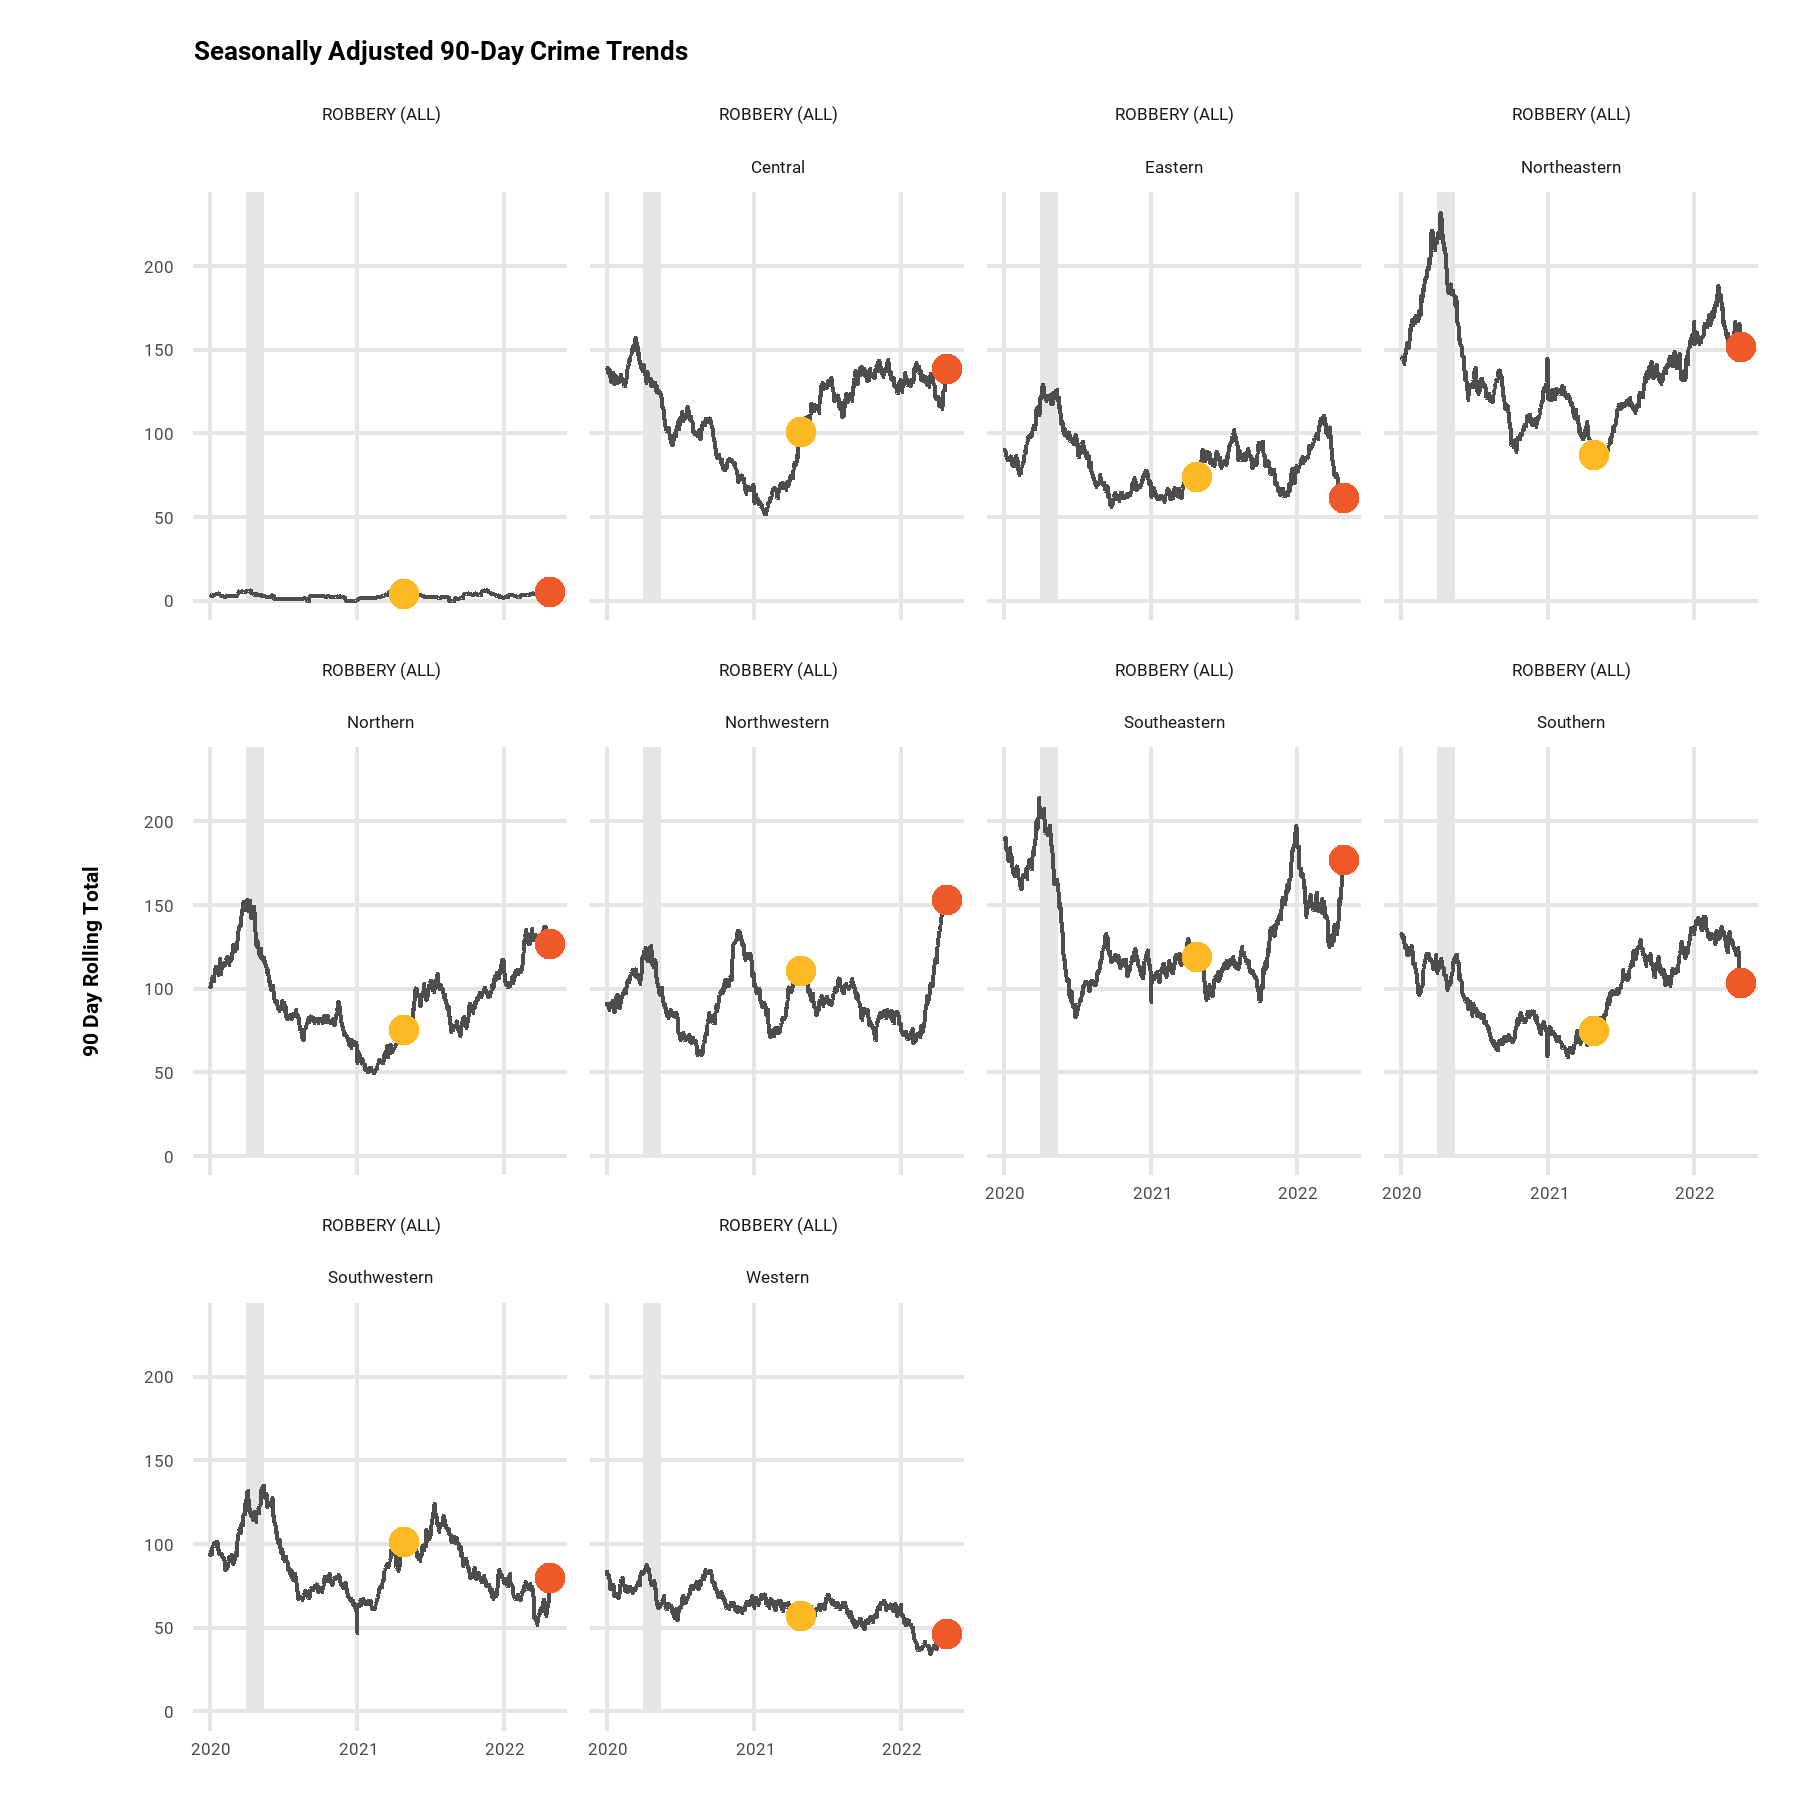 Seasonally Adjusted 90-Day Crime Trends
ROBBERY (ALL)
ROBBERY (ALL)
ROBBERY (ALL)
ROBBERY (ALL)
Central
Eastern
Northeastern
200
150
100
50
0
ROBBERY (ALL)
ROBBERY (ALL)
ROBBERY (ALL)
ROBBERY (ALL)
Northern
Northwestern
Southeastern
Southern
90 Day Rolling Total
200
150
100
50
0
2020
2021
2022
2020
2021
2022
ROBBERY (ALL)
ROBBERY (ALL)
Southwestern
Western
200
150
100
50
0
2020
2021
2022
2020
2021
2022